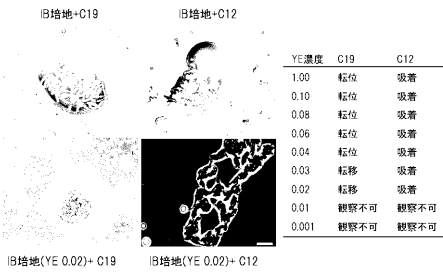 IB培地+C19 IB培地+C12
YE濃度 C19 C12
1.00 転位 吸着
0.10 転位 吸着
0.08 転位 吸着
0.06 転位 吸着
0.04 転位 吸着
0.03 転移 吸着
0.02 転移 吸着
0.01 観察不可 観察不可
0.001 観察不可 観察不可
IB培地(YE 0.02)+ C19 IB培地(YE 0.02)+ C12